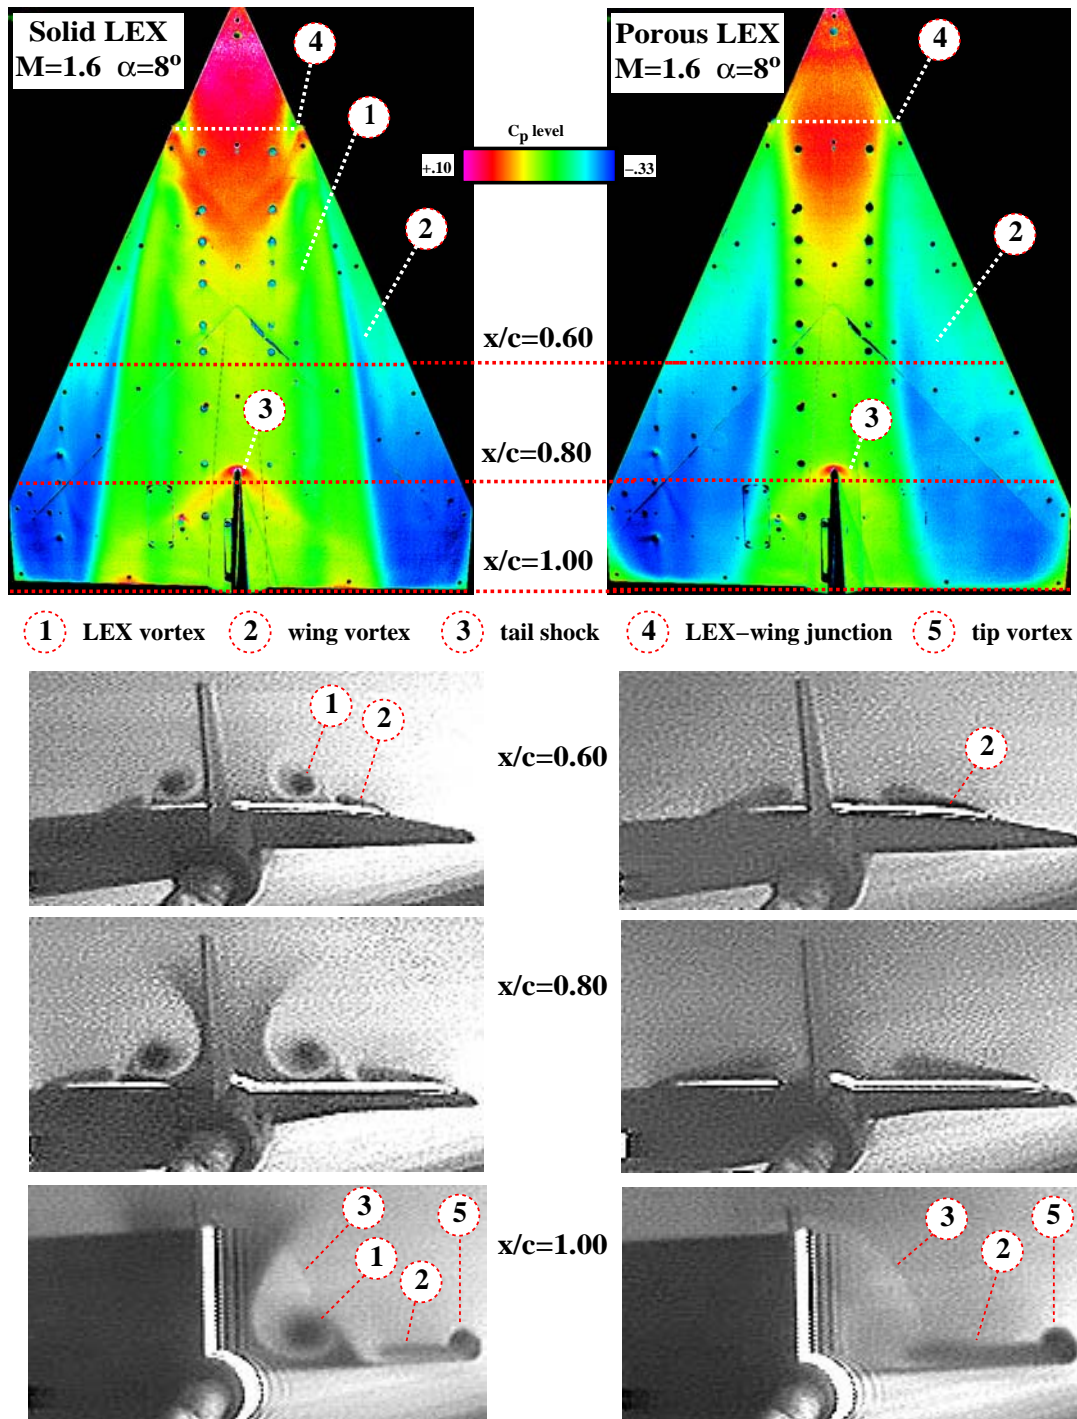 Solid LEX
M=1.6 α=8°
4
1
2
3
Cp level
+.10
−.33
Porous LEX
M=1.6 α=8°
4
2
3
x/c=0.60
x/c=0.80
x/c=1.00
1 LEX vortex 2 wing vortex 3 tail shock 4 LEX−wing junction 5 tip vortex
1
2
x/c=0.60
2
x/c=0.80
3
5
1
2
x/c=1.00
3
5
2